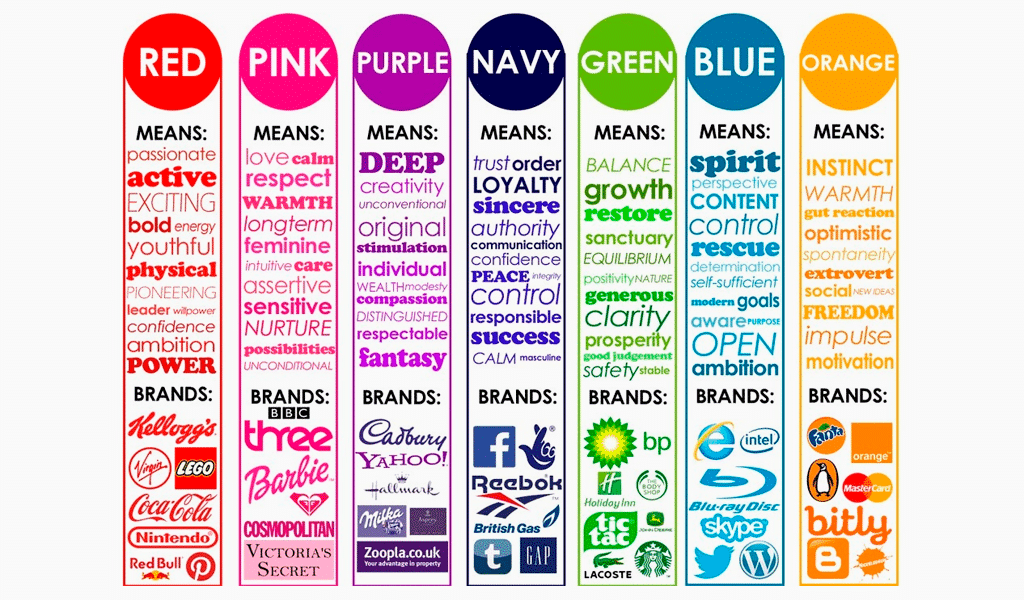 RED
MEANS:
passionate
active
EXCITING
bold energy
youthful
physical
PIONEERING
leader willpower
confidence
ambition
POWER
BRANDS:
Kellogg's
Virgin LEGO
Coca-Cola
Nintendo
Red Bull
PINK
MEANS:
love calm
respect
WARMTH
longterm
feminine
intuitive care
assertive
sensitive
NURTURE
possibilities
UNCONDITIONAL
BRANDS:
BBC
three
Barbie
COSMOPOLITAN
VICTORIA'S
SECRET
PURPLE
MEANS:
DEEP
creativity
unconventional
original
stimulation
individual
WEALTH modesty
compassion
DISTINGUISHED
respectable
fantasy
BRANDS:
Cadbury
YAHOO!
Hallmark
Milka
Zoopla.co.uk
Your advantage in property
NAVY
MEANS:
trust order
LOYALTY
sincere
authority
communication
confidence
PEACE integrity
control
responsible
success
CALM masculine
BRANDS:
f
Reebok
British Gas
t GAP
GREEN
MEANS:
BALANCE
growth
restore
sanctuary
EQUILIBRIUM
positivity NATURE
generous
clarity
prosperity
good judgement
safety stable
BRANDS:
bp
H THE
BODY
SHOP
Holiday Inn
tic
tac JOHN DEERE
LACOSTE
BLUE
MEANS:
spirit
perspective
CONTENT
control
rescue
determination
self-sufficient
modern goals
aware PURPOSE
OPEN
ambition
BRANDS:
e intel
Blu-ray Disc
skype
W
ORANGE
MEANS:
INSTINCT
WARMTH
gut reaction
optimistic
spontaneity
extrovert
social NEW IDEAS
FREEDOM
impulse
motivation
BRANDS:
Fanta orange™
MasterCard
bitly
B